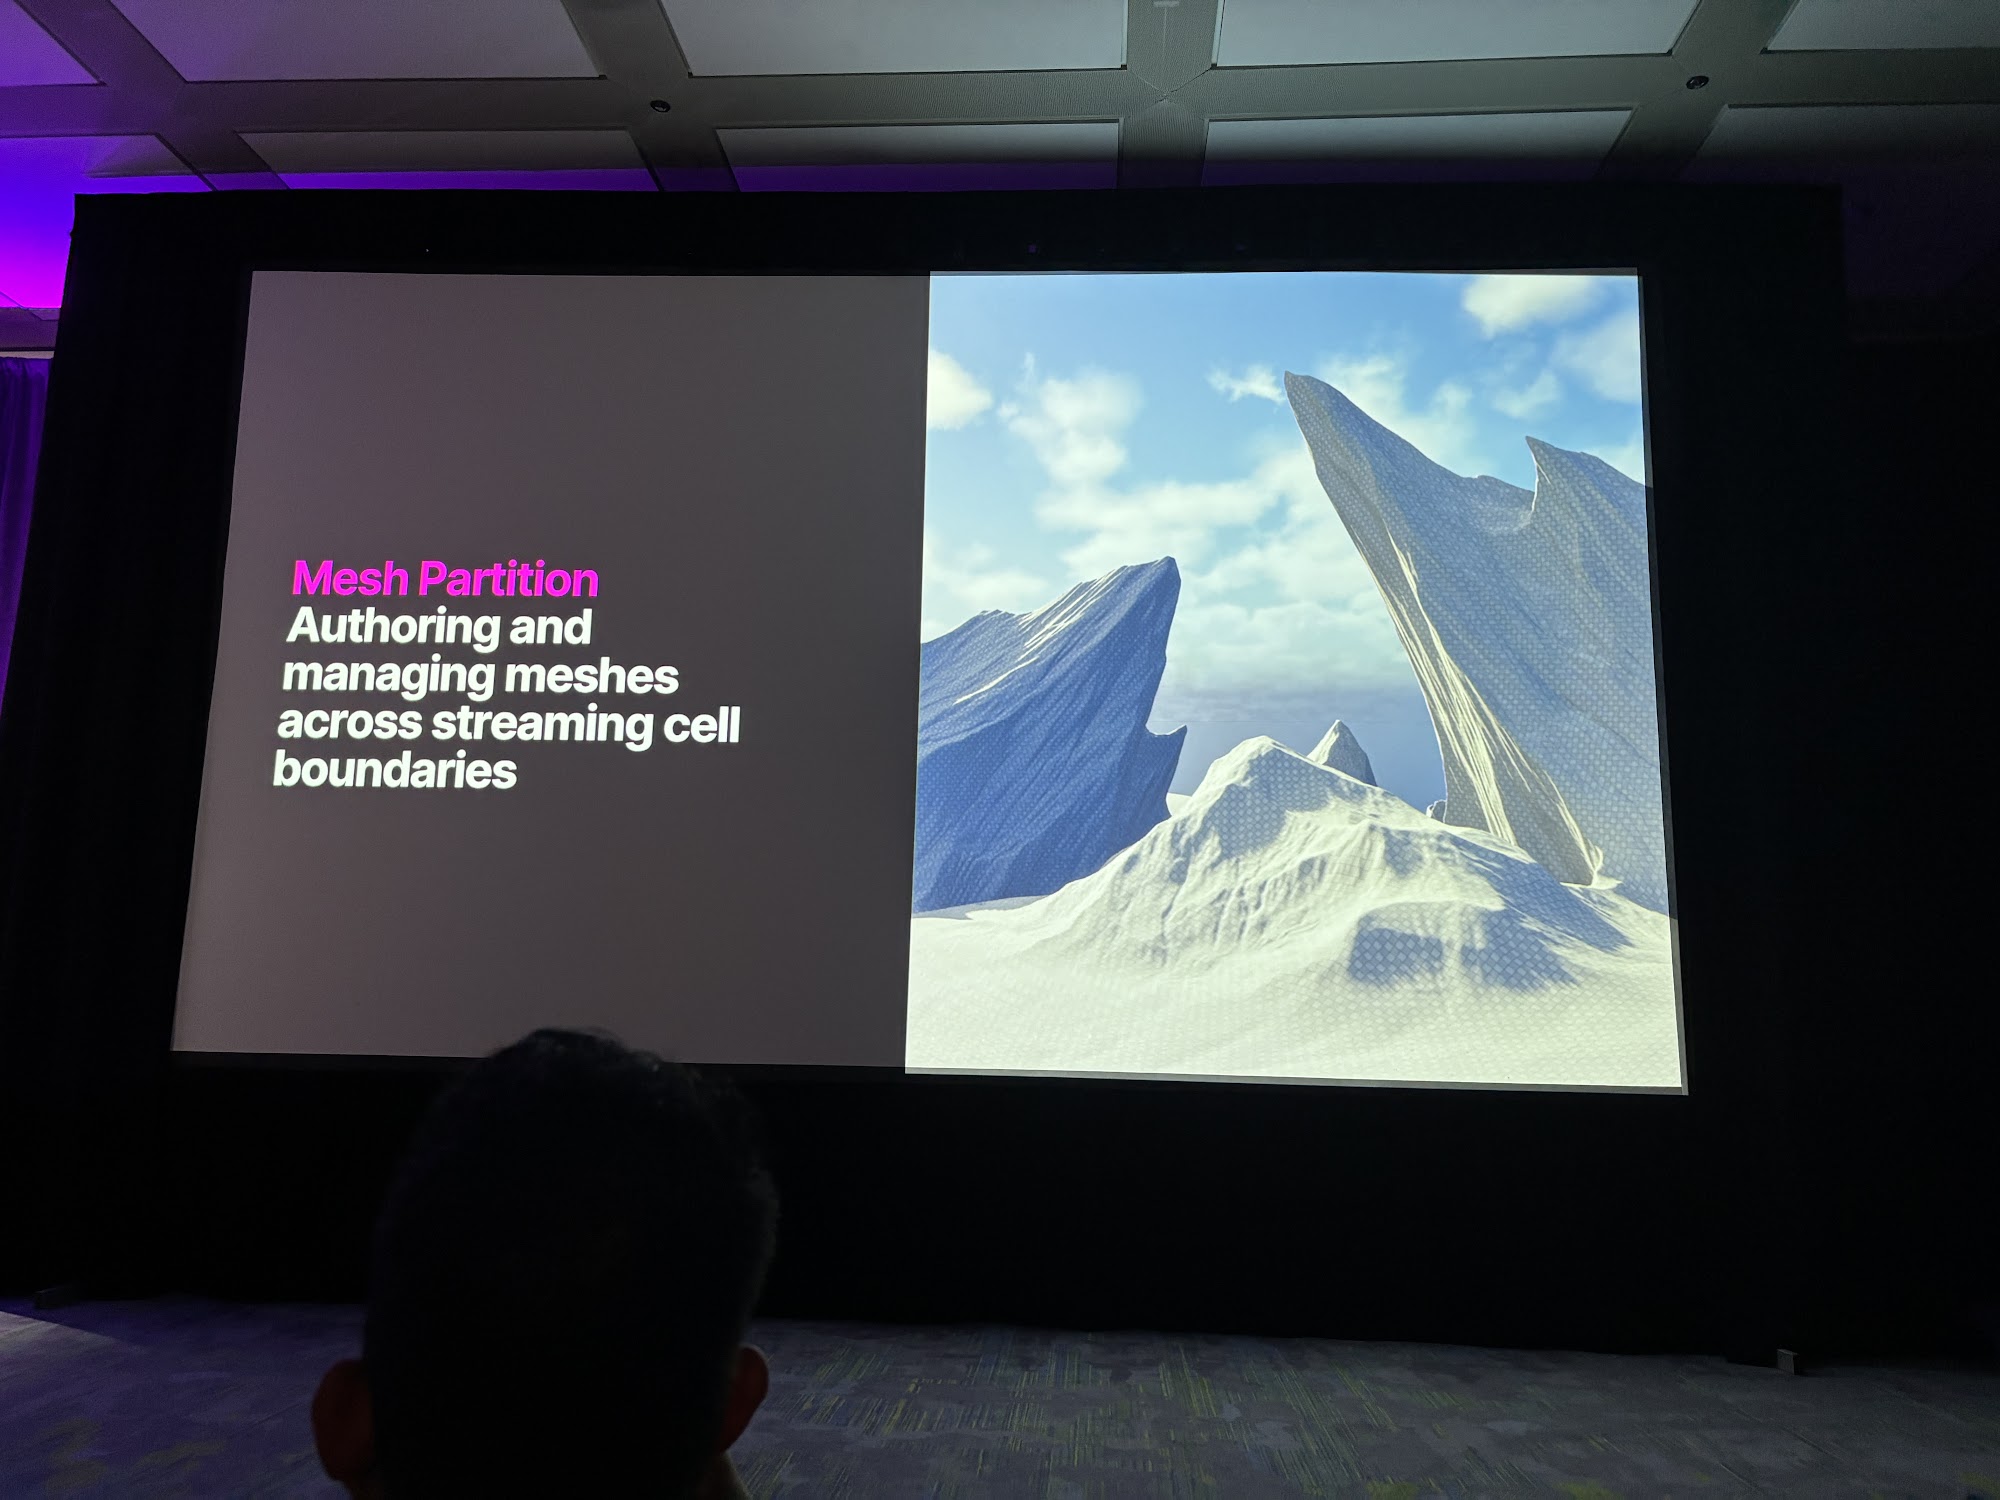 Mesh Partition
Authoring and
managing meshes
across streaming cell
boundaries